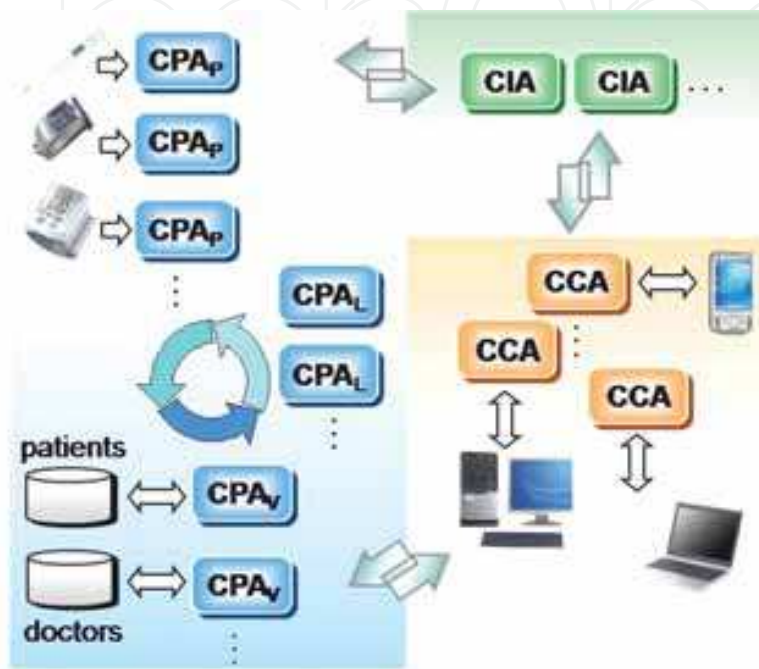 CPAP
CPAP
CPAP
⋮
CIA CIA ...
CCA
⋮
CCA
CCA
CPAL
CPAL
⋮
patients
CPAV
CPAV
doctors
⋮